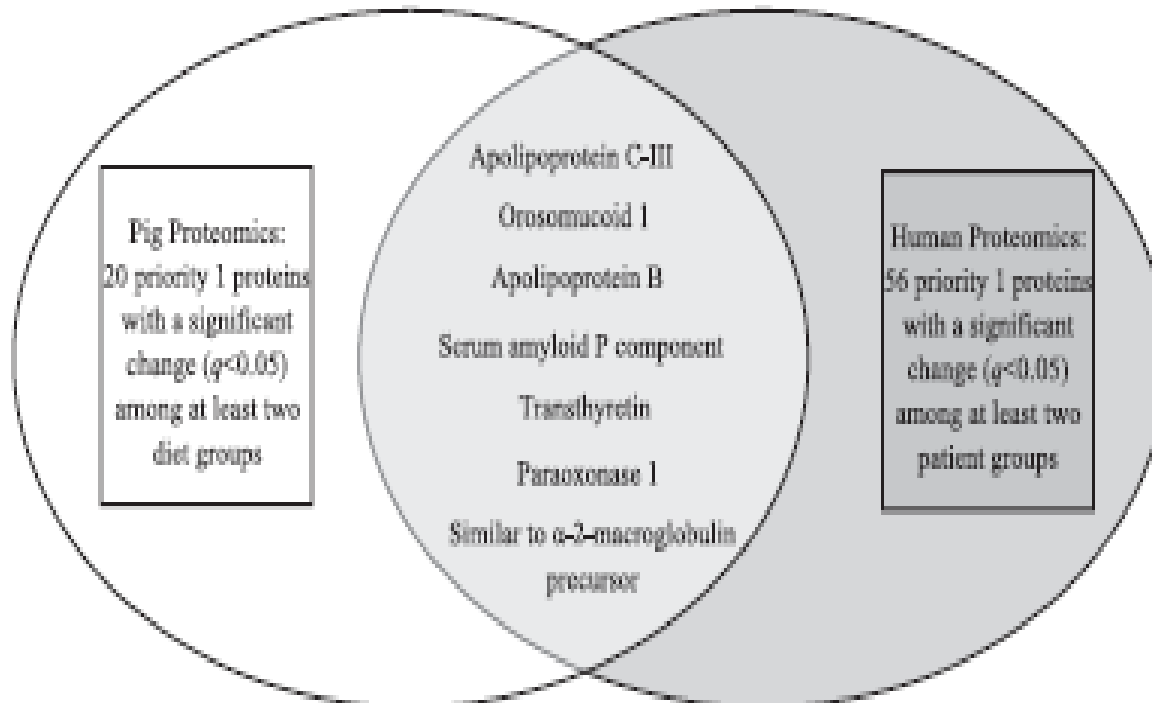 Pig Proteomics:
20 priority 1 proteins
with a significant
change (q<0.05)
among at least two
diet groups
Apolipoprotein C-III
Orosomucoid 1
Apolipoprotein B
Serum amyloid P component
Transthyretin
Paraoxonase 1
Similar to α-2-macroglobulin
precursor
Human Proteomics:
56 priority 1 proteins
with a significant
change (q<0.05)
among at least two
patient groups